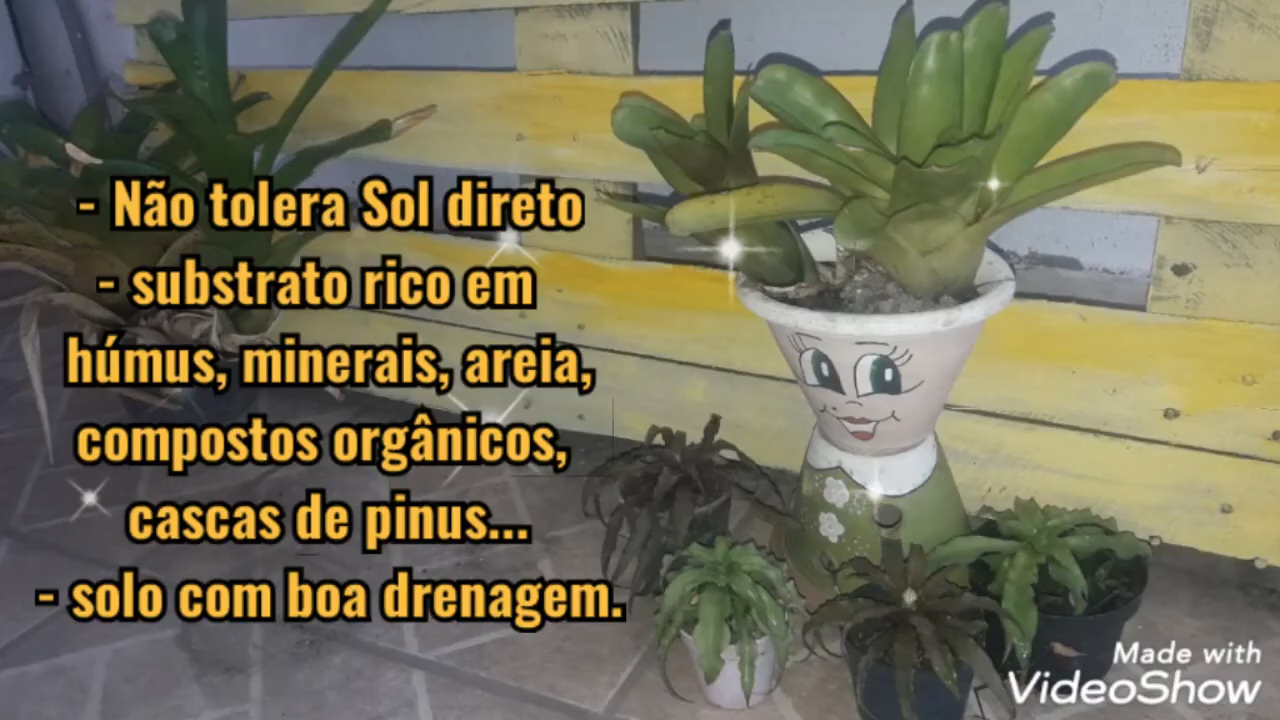 - Não tolera Sol direto
- substrato rico em
húmus, minerais, areia,
compostos orgânicos,
cascas de pinus...
- solo com boa drenagem.
Made with
VideoShow